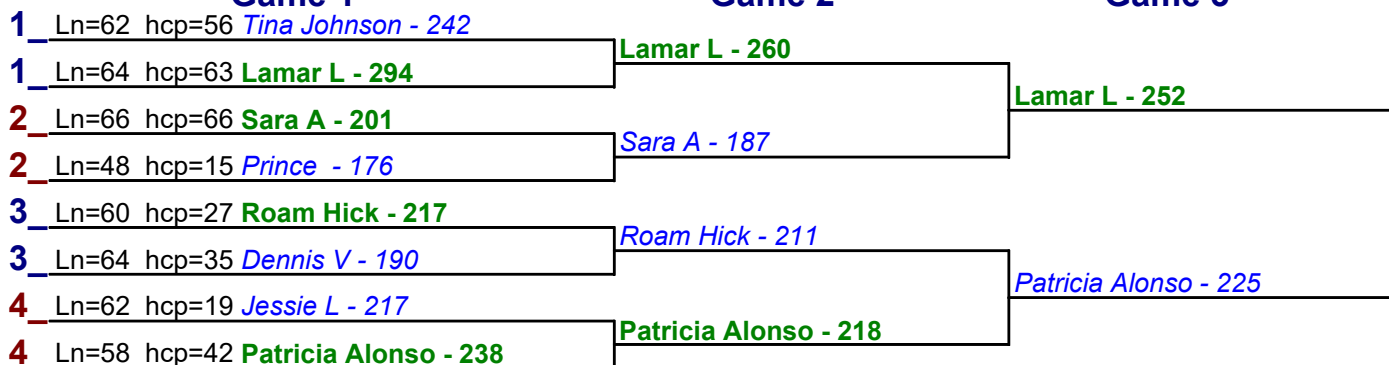 Game 1 Game 2 Game 3
1_ Ln=62 hcp=56 Tina Johnson - 242
Lamar L - 260
1_ Ln=64 hcp=63 Lamar L - 294
Lamar L - 252
2_ Ln=66 hcp=66 Sara A - 201
Sara A - 187
2_ Ln=48 hcp=15 Prince - 176
3_ Ln=60 hcp=27 Roam Hick - 217
Roam Hick - 211
3_ Ln=64 hcp=35 Dennis V - 190
Patricia Alonso - 225
4_ Ln=62 hcp=19 Jessie L - 217
Patricia Alonso - 218
4 Ln=58 hcp=42 Patricia Alonso - 238